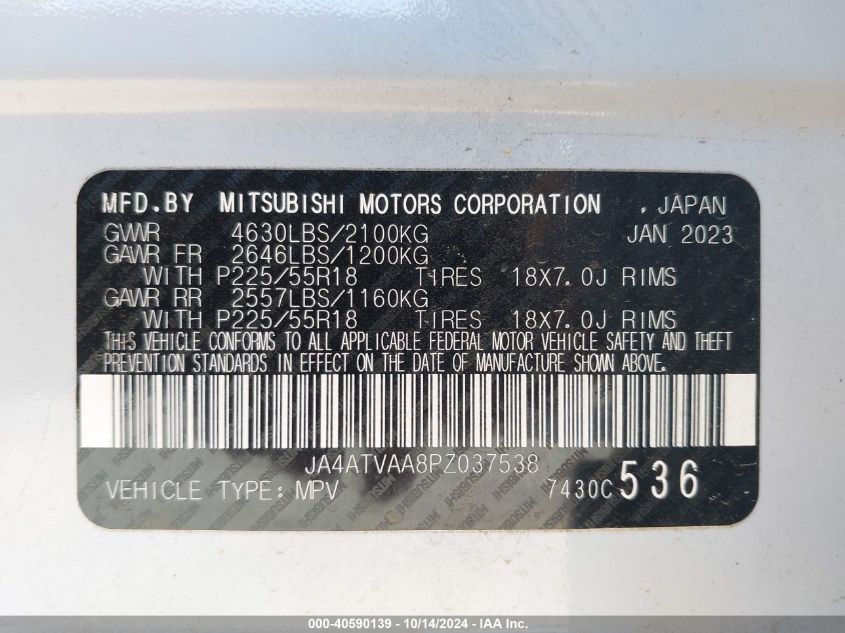 MFD.BY MITSUBISHI MOTORS CORPORATION , JAPAN
GWR 4630LBS/2100KG JAN 2023
GAWR FR 2646LBS/1200KG
WITH P225/55R18 TIRES 18X7.0J RIMS
GAWR RR 2557LBS/1160KG
WITH P225/55R18 TIRES 18X7.0J RIMS
THIS VEHICLE CONFORMS TO ALL APPLICABLE FEDERAL MOTOR VEHICLE SAFETY AND THEFT
PREVENTION STANDARDS IN EFFECT ON THE DATE OF MANUFACTURE SHOWN ABOVE.
JA4ATVAA8PZ037538
VEHICLE TYPE: MPV 7430C 536
000-40590139 - 10/14/2024 - IAA Inc.